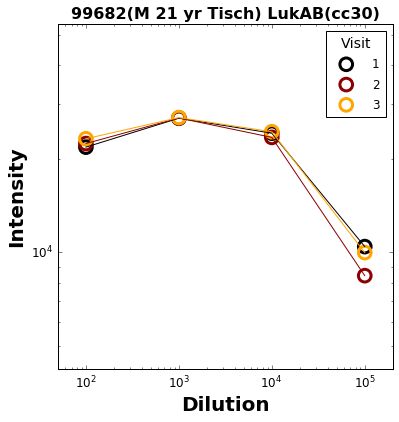 99682(M 21 yr Tisch) LukAB(cc30)
Visit
1
2
3
Intensity
10⁴
10² 10³ 10⁴ 10⁵
Dilution